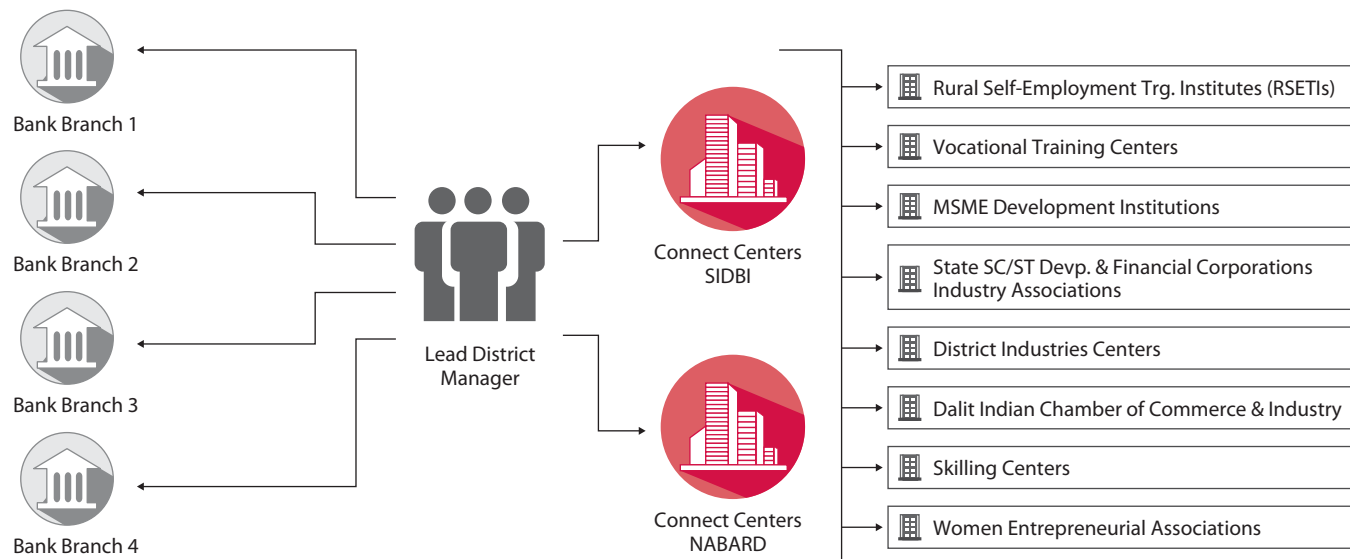 Bank Branch 1
Bank Branch 2
Bank Branch 3
Bank Branch 4
Lead District
Manager
Connect Centers
SIDBI
Connect Centers
NABARD
Rural Self-Employment Trg. Institutes (RSETIs)
Vocational Training Centers
MSME Development Institutions
State SC/ST Devp. & Financial Corporations
Industry Associations
District Industries Centers
Dalit Indian Chamber of Commerce & Industry
Skilling Centers
Women Entrepreneurial Associations